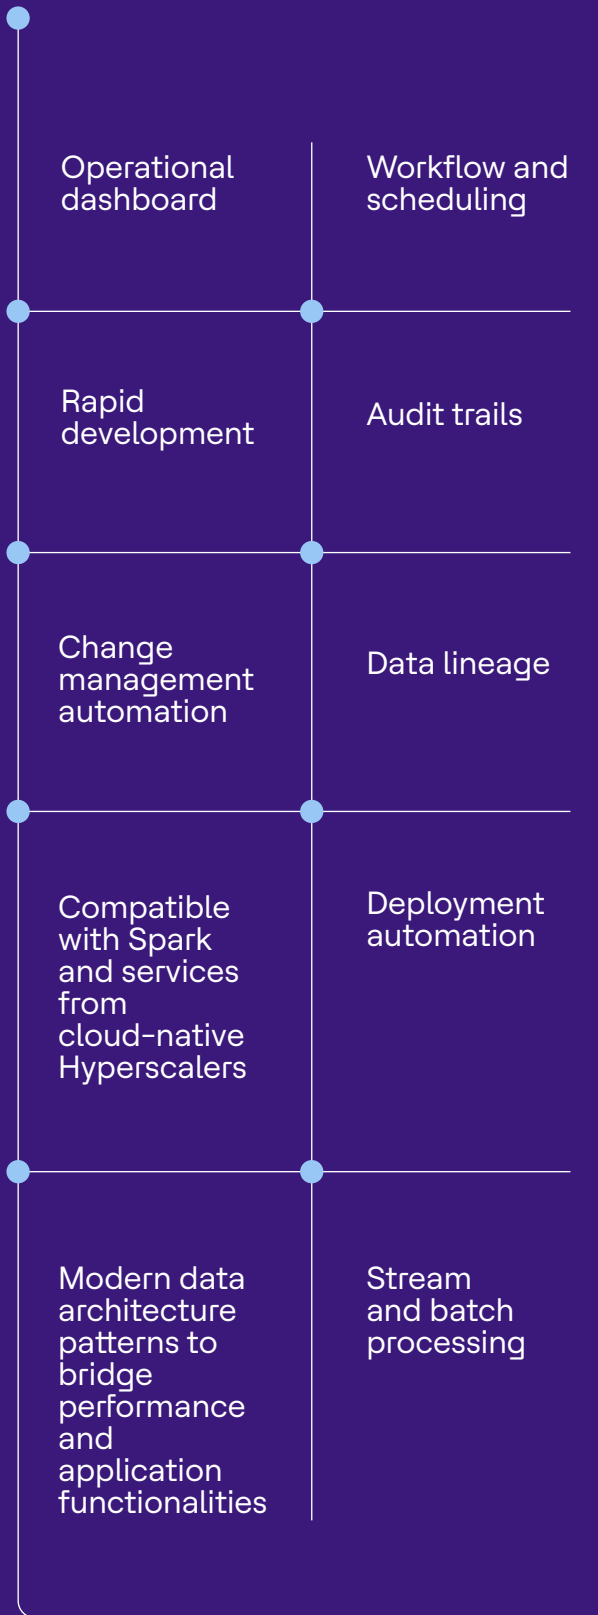 Operational
dashboard
Workflow and
scheduling
Rapid
development
Audit trails
Change
management
automation
Data lineage
Compatible
with Spark
and services
from
cloud-native
Hyperscalers
Deployment
automation
Modern data
architecture
patterns to
bridge
performance
and
application
functionalities
Stream
and batch
processing